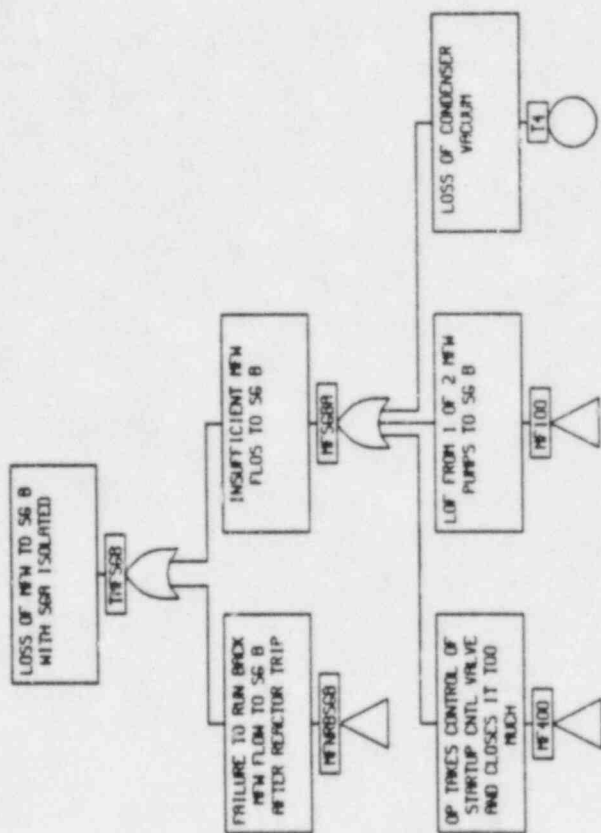 LOSS OF MFW TO SG B
WITH SGA ISOLATED
TMFSGB
FAILURE TO RUN BACK
MFW FLOW TO SG B
AFTER REACTOR TRIP
MFNRBSGB
INSUFFICIENT MFW
FLOS TO SG B
MFSGBA
OP TAKES CONTROL OF
STARTUP CNTL VALVE
AND CLOSES IT TOO
MUCH
MF400
LOF FROM 1 OF 2 MFW
PUMPS TO SG B
MF100
LOSS OF CONDENSER
VACUUM
T4